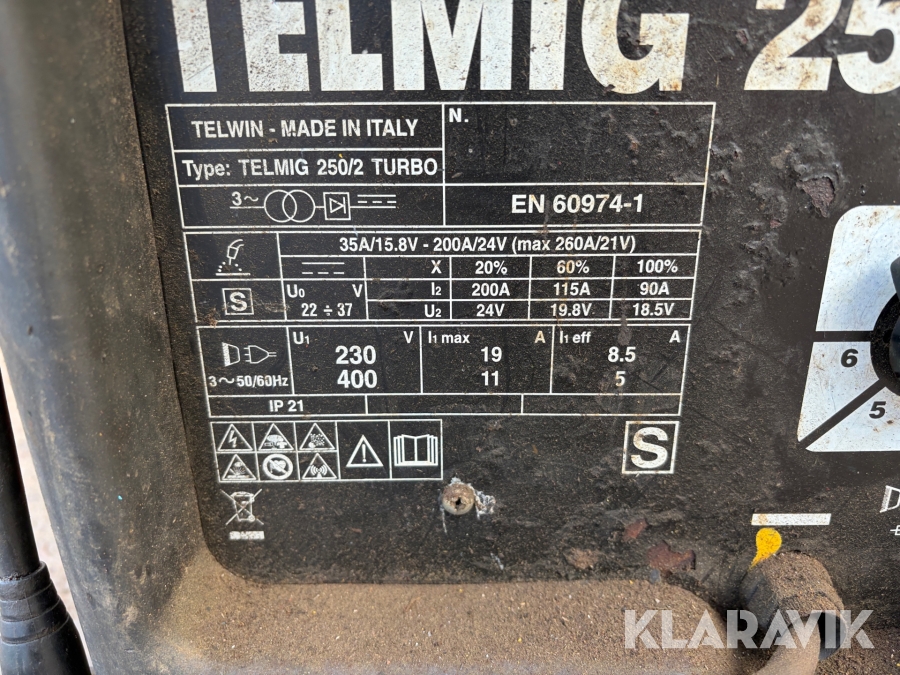 TELMIG 25
TELWIN - MADE IN ITALY
N.
Type: TELMIG 250/2 TURBO
3~
EN 60974-1
35A/15.8V - 200A/24V (max 260A/21V)
X 20% 60% 100%
S
U0 V
22 ÷ 37
I2 200A 115A 90A
U2 24V 19.8V 18.5V
U1 V
I1 max A
I1 eff A
230 19 8.5
3~50/60Hz
400 11 5
IP 21
S
6
5
KLARAVIK